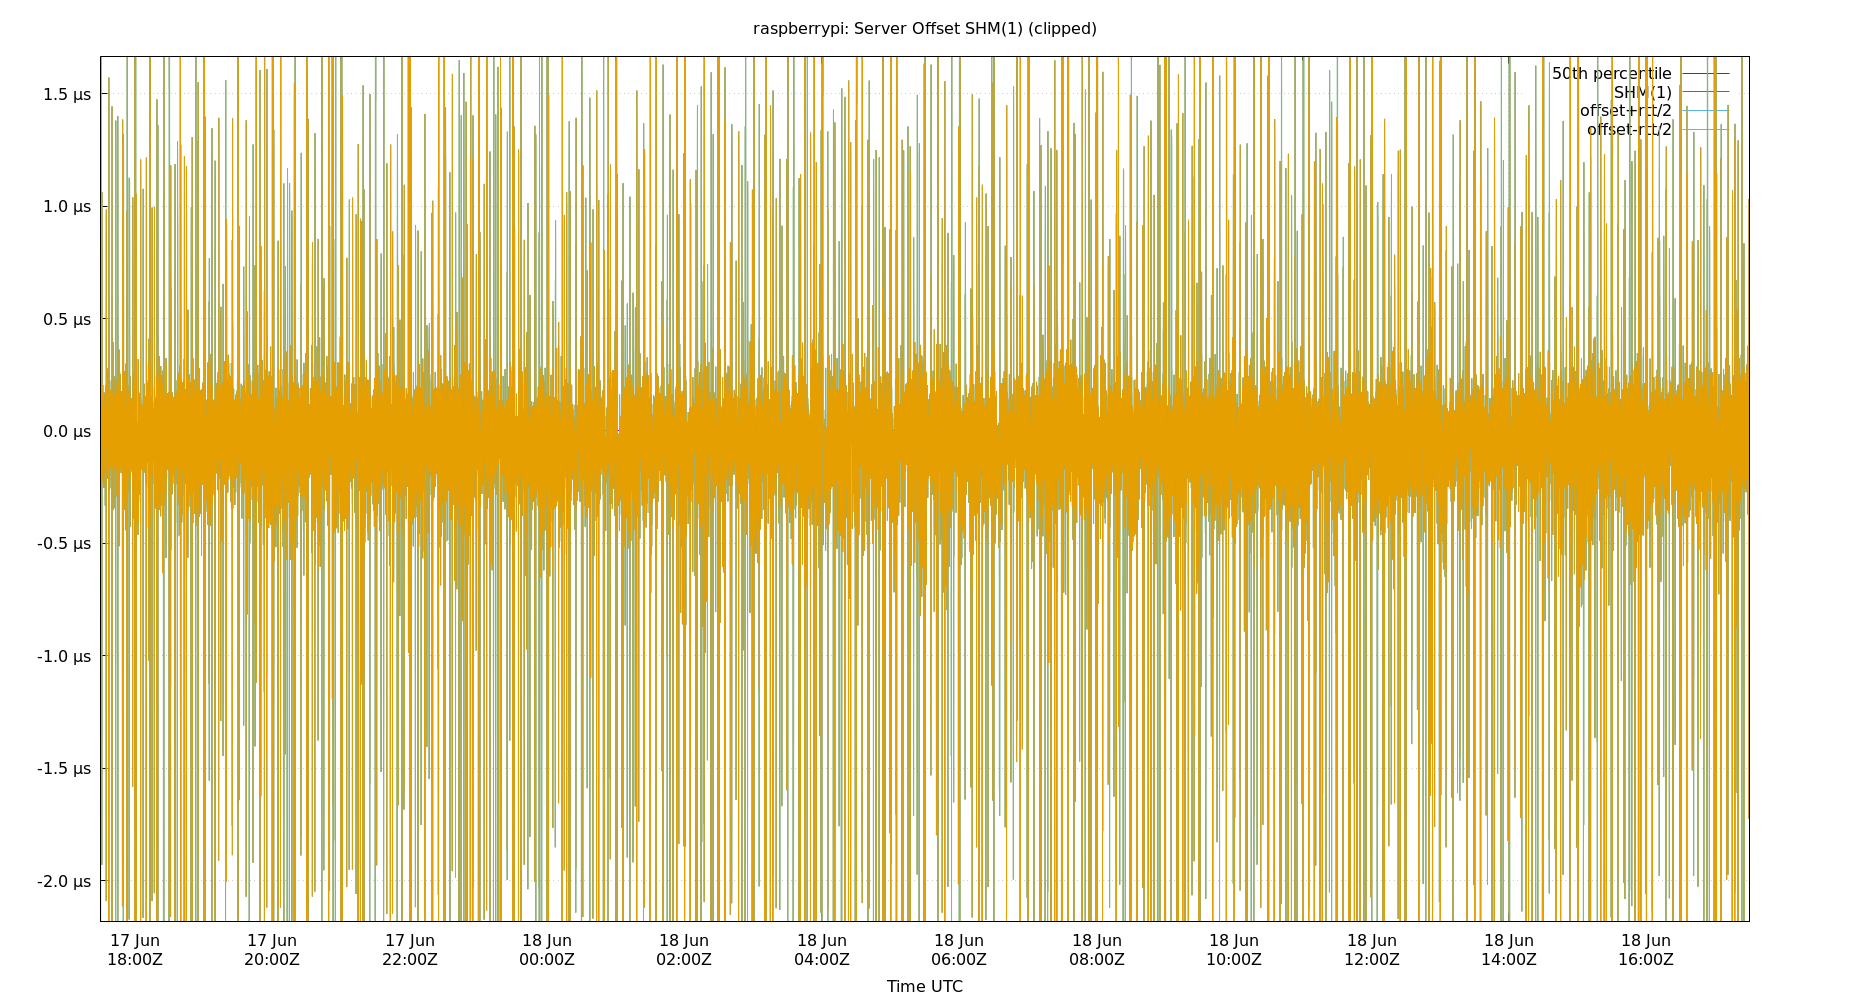 raspberrypi: Server Offset SHM(1) (clipped)
50th percentile
SHM(1)
offset+rtt/2
offset-rtt/2
1.5 μs
1.0 μs
0.5 μs
0.0 μs
-0.5 μs
-1.0 μs
-1.5 μs
-2.0 μs
17 Jun 17 Jun 17 Jun 18 Jun 18 Jun 18 Jun 18 Jun 18 Jun 18 Jun 18 Jun 18 Jun 18 Jun
18:00Z 20:00Z 22:00Z 00:00Z 02:00Z 04:00Z 06:00Z 08:00Z 10:00Z 12:00Z 14:00Z 16:00Z
Time UTC